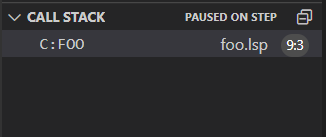 CALL STACK PAUSED ON STEP
C:FOO foo.lsp 9:3